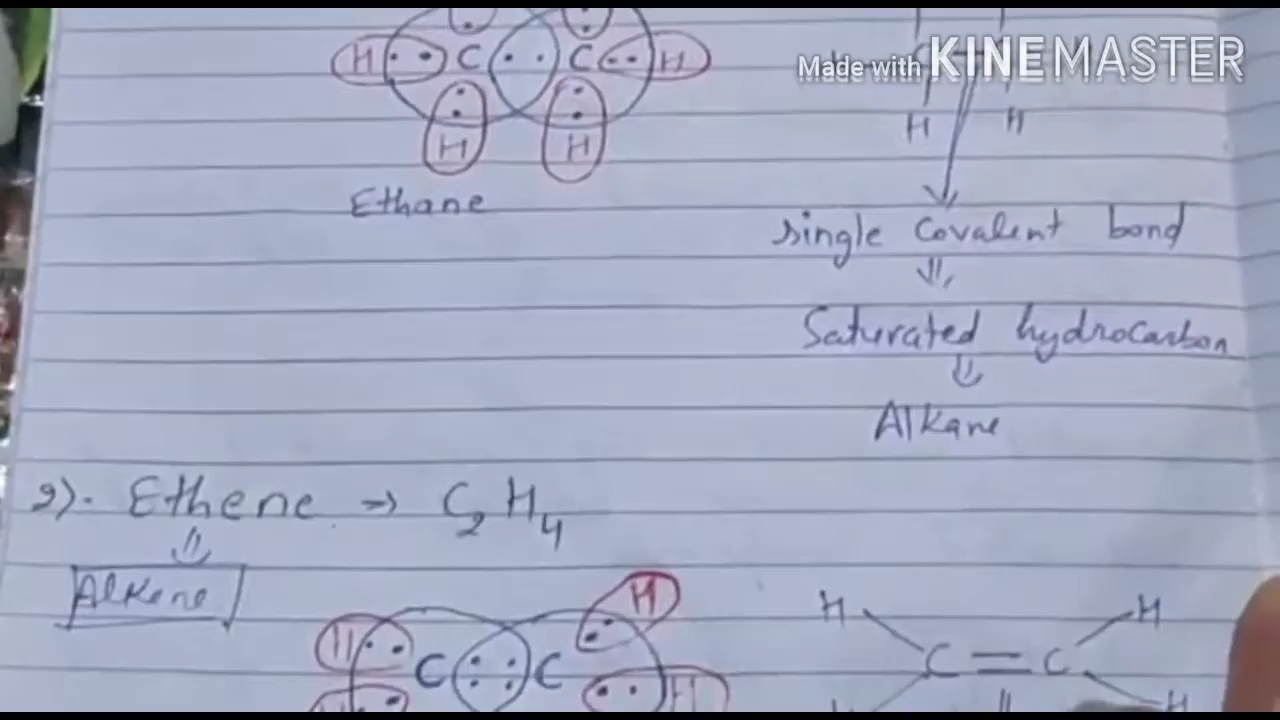 H C C H
Made with KINEMASTER
H H
H H
Ethane
single covalent bond
Saturated hydrocarbon
Alkane
2). Ethene → C2H4
Alkene
H H H
H C C C = C
H H